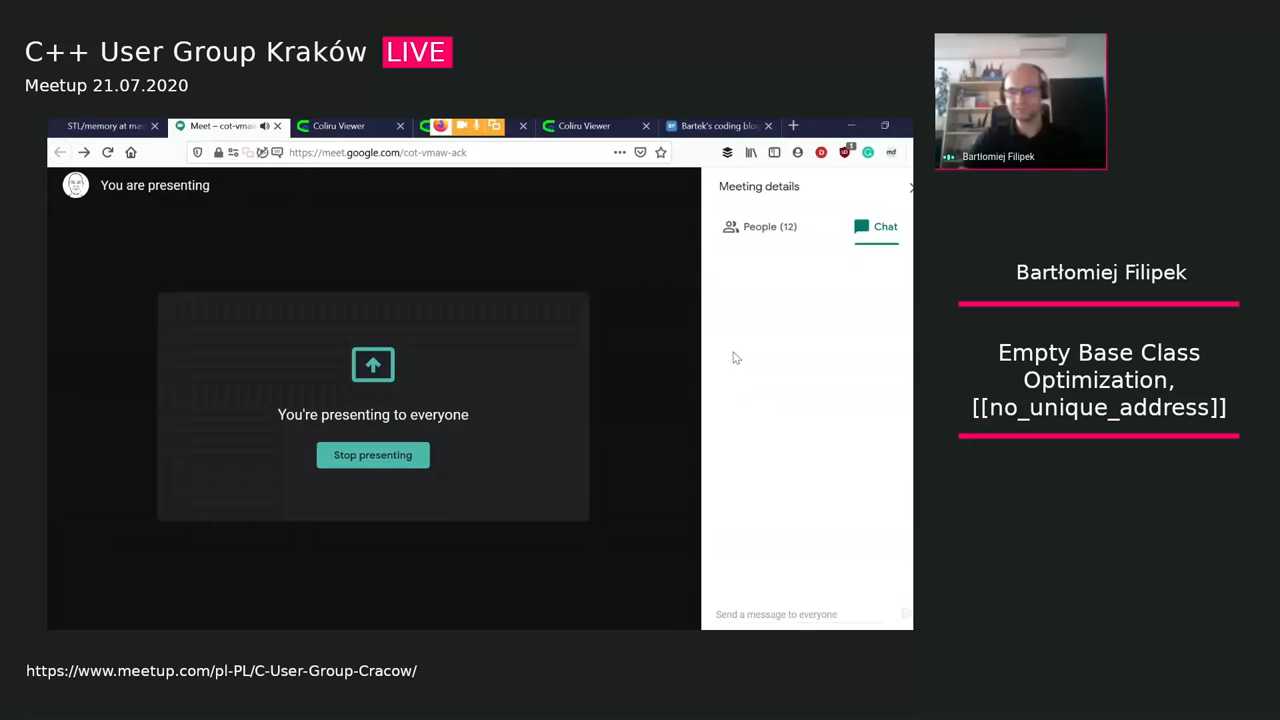 C++ User Group Kraków LIVE
Meetup 21.07.2020
STL/memory at mas
Meet – cot-vmaw
Coliru Viewer
Coliru Viewer
Bartek's coding blog
https://meet.google.com/cot-vmaw-ack
You are presenting
Meeting details
People (12)
Chat
You're presenting to everyone
Stop presenting
Send a message to everyone
Bartłomiej Filipek
Bartłomiej Filipek
Empty Base Class
Optimization,
[[no_unique_address]]
https://www.meetup.com/pl-PL/C-User-Group-Cracow/